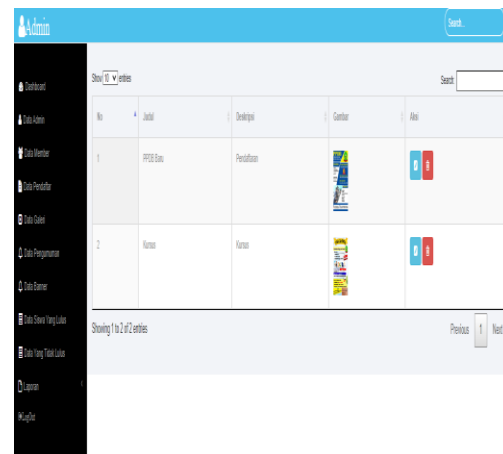 Admin
Search..
Dashboard
Data Admin
Data Member
Data Pendaftar
Data Galeri
Data Pengumuman
Data Banner
Data Siswa Yang Lulus
Data Yang Tidak Lulus
Laporan
LogOut
Show 10 entries
Search:
No Judul Deskripsi Gambar Aksi
1 PPDB Baru Pendaftaran
2 Kursus Kursus
Showing 1 to 2 of 2 entries
Previous 1 Next